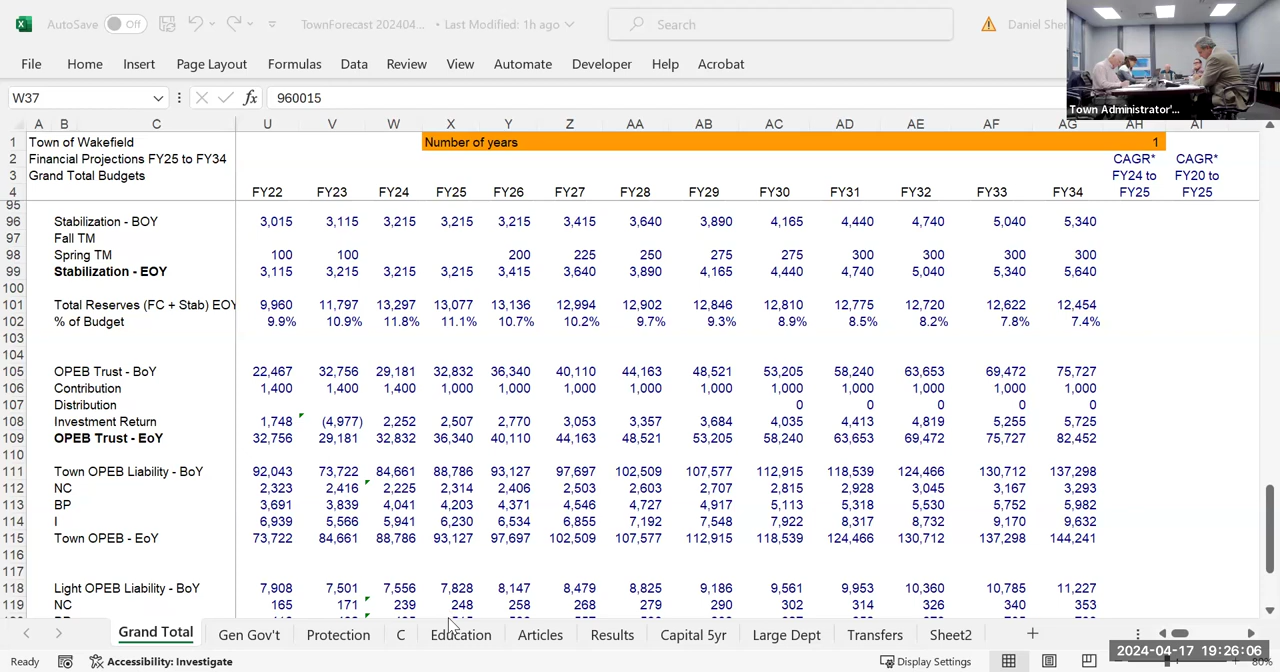 AutoSave Off TownForecast 20240417... • Last Modified: 1h ago Search Daniel Sher
File Home Insert Page Layout Formulas Data Review View Automate Developer Help Acrobat
Town Administrator'...
W37 fx 960015
A B C U V W X Y Z AA AB AC AD AE AF AG AH AI
1 Town of Wakefield Number of years 1
2 Financial Projections FY25 to FY34 CAGR* CAGR*
3 Grand Total Budgets FY24 to FY20 to
4 FY22 FY23 FY24 FY25 FY26 FY27 FY28 FY29 FY30 FY31 FY32 FY33 FY34 FY25 FY25
95
96 Stabilization - BOY 3,015 3,115 3,215 3,215 3,215 3,415 3,640 3,890 4,165 4,440 4,740 5,040 5,340
97 Fall TM
98 Spring TM 100 100 200 225 250 275 275 300 300 300 300
99 Stabilization - EOY 3,115 3,215 3,215 3,215 3,415 3,640 3,890 4,165 4,440 4,740 5,040 5,340 5,640
100
101 Total Reserves (FC + Stab) EOY 9,960 11,797 13,297 13,077 13,136 12,994 12,902 12,846 12,810 12,775 12,720 12,622 12,454
102 % of Budget 9.9% 10.9% 11.8% 11.1% 10.7% 10.2% 9.7% 9.3% 8.9% 8.5% 8.2% 7.8% 7.4%
103
104
105 OPEB Trust - BoY 22,467 32,756 29,181 32,832 36,340 40,110 44,163 48,521 53,205 58,240 63,653 69,472 75,727
106 Contribution 1,400 1,400 1,400 1,000 1,000 1,000 1,000 1,000 1,000 1,000 1,000 1,000 1,000
107 Distribution 0 0 0 0 0
108 Investment Return 1,748 (4,977) 2,252 2,507 2,770 3,053 3,357 3,684 4,035 4,413 4,819 5,255 5,725
109 OPEB Trust - EoY 32,756 29,181 32,832 36,340 40,110 44,163 48,521 53,205 58,240 63,653 69,472 75,727 82,452
110
111 Town OPEB Liability - BoY 92,043 73,722 84,661 88,786 93,127 97,697 102,509 107,577 112,915 118,539 124,466 130,712 137,298
112 NC 2,323 2,416 2,225 2,314 2,406 2,503 2,603 2,707 2,815 2,928 3,045 3,167 3,293
113 BP 3,691 3,839 4,041 4,203 4,371 4,546 4,727 4,917 5,113 5,318 5,530 5,752 5,982
114 I 6,939 5,566 5,941 6,230 6,534 6,855 7,192 7,548 7,922 8,317 8,732 9,170 9,632
115 Town OPEB - EoY 73,722 84,661 88,786 93,127 97,697 102,509 107,577 112,915 118,539 124,466 130,712 137,298 144,241
116
117
118 Light OPEB Liability - BoY 7,908 7,501 7,556 7,828 8,147 8,479 8,825 9,186 9,561 9,953 10,360 10,785 11,227
119 NC 165 171 239 248 258 268 279 290 302 314 326 340 353
Grand Total Gen Gov't Protection C Education Articles Results Capital 5yr Large Dept Transfers Sheet2
2024-04-17 19:26:06
Ready Accessibility: Investigate Display Settings 80%